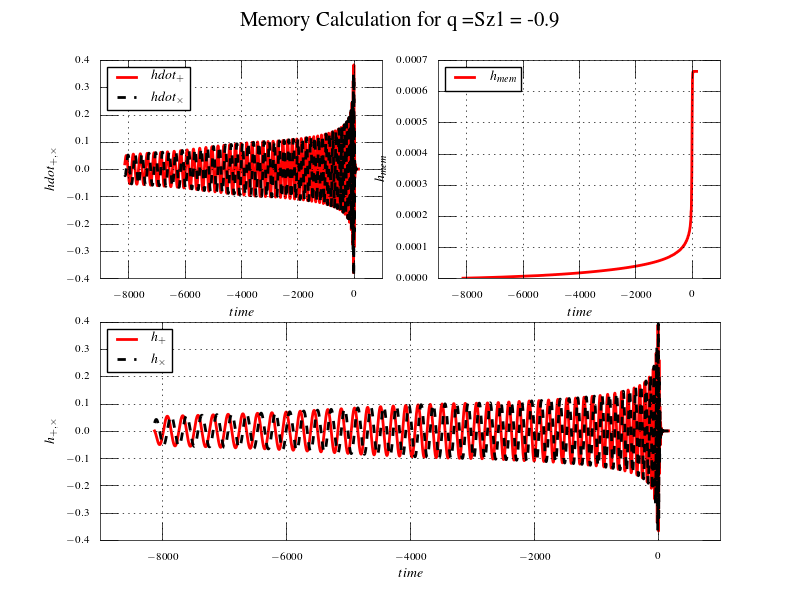 Memory Calculation for q =Sz1 = -0.9
0.4
0.3
0.2
0.1
0.0
−0.1
−0.2
−0.3
−0.4
hdot+,×
hdot+
hdot×
−8000 −6000 −4000 −2000 0
time
0.0007
0.0006
0.0005
0.0004
0.0003
0.0002
0.0001
0.0000
hmem
hmem
−8000 −6000 −4000 −2000 0
time
0.4
0.3
0.2
0.1
0.0
−0.1
−0.2
−0.3
−0.4
h+,×
h+
h×
−8000 −6000 −4000 −2000 0
time